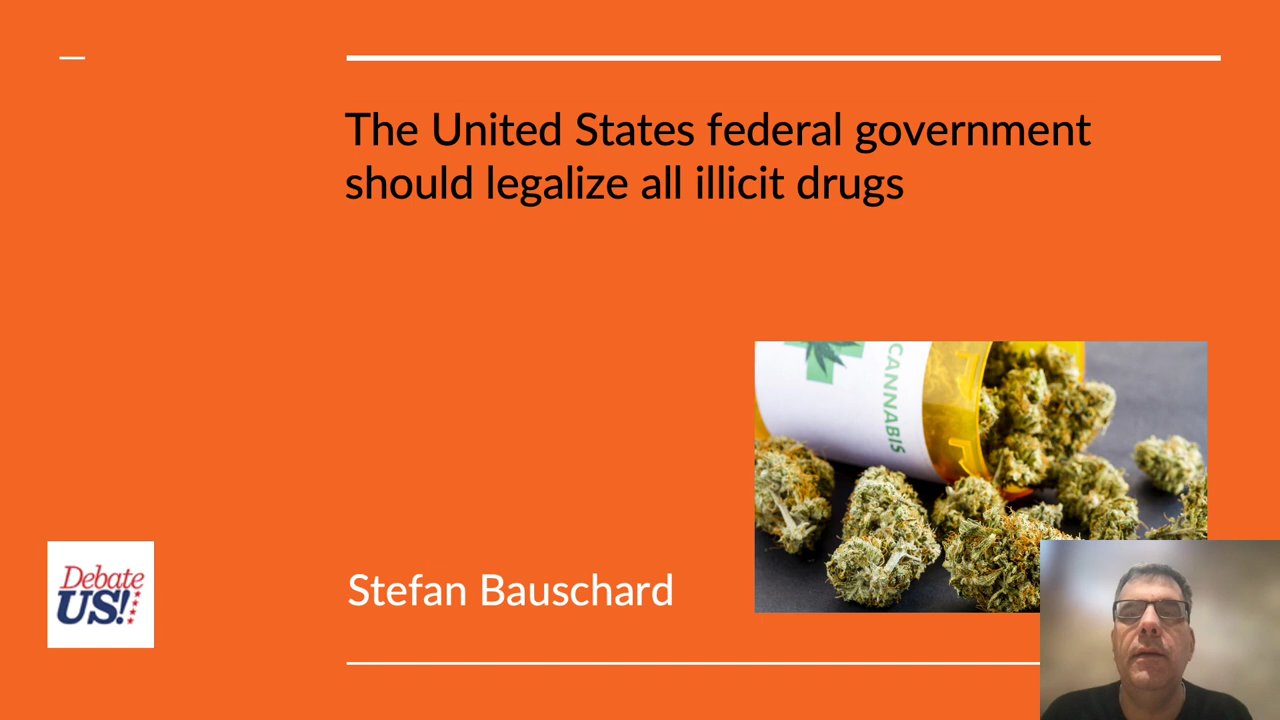 The United States federal government
should legalize all illicit drugs
CANNABIS
Debate
US!
Stefan Bauschard